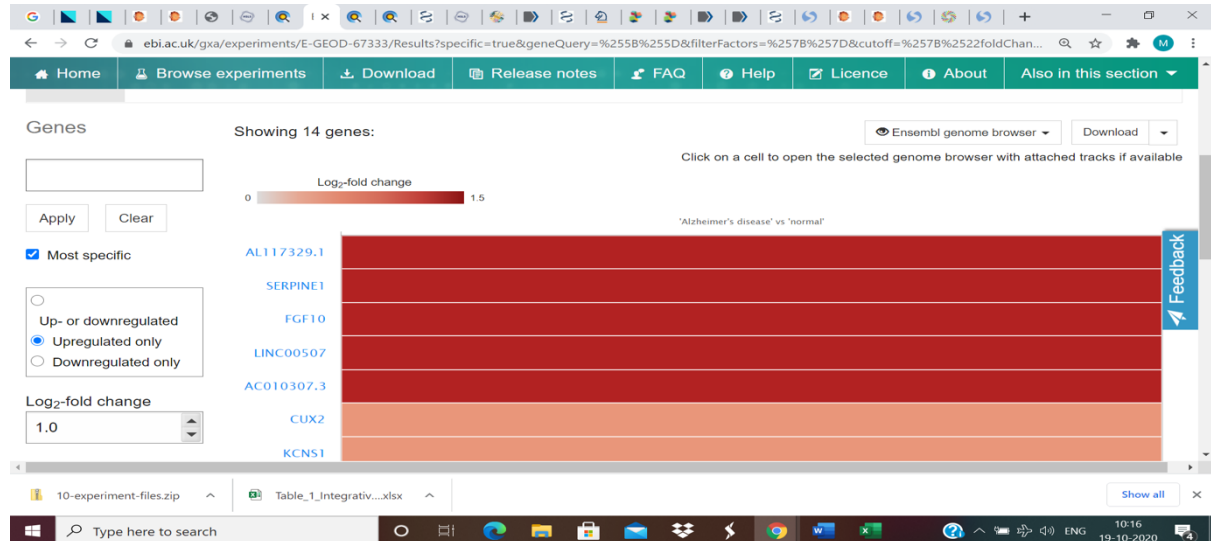 ebi.ac.uk/gxa/experiments/E-GEOD-67333/Results?specific=true&geneQuery=%255B%255D&filterFactors=%257B%257D&cutoff=%257B%2522foldChan...
M
Home Browse experiments Download Release notes FAQ Help Licence About Also in this section
Genes
Showing 14 genes:
Ensembl genome browser
Download
Click on a cell to open the selected genome browser with attached tracks if available
Log2-fold change
0 1.5
Apply Clear
'Alzheimer's disease' vs 'normal'
Most specific
AL117329.1
SERPINE1
FGF10
LINC00507
AC010307.3
CUX2
KCNS1
Up- or downregulated
Upregulated only
Downregulated only
Log2-fold change
1.0
Feedback
10-experiment-files.zip
Table_1_Integrativ....xlsx
Show all
Type here to search
ENG
10:16
19-10-2020
4